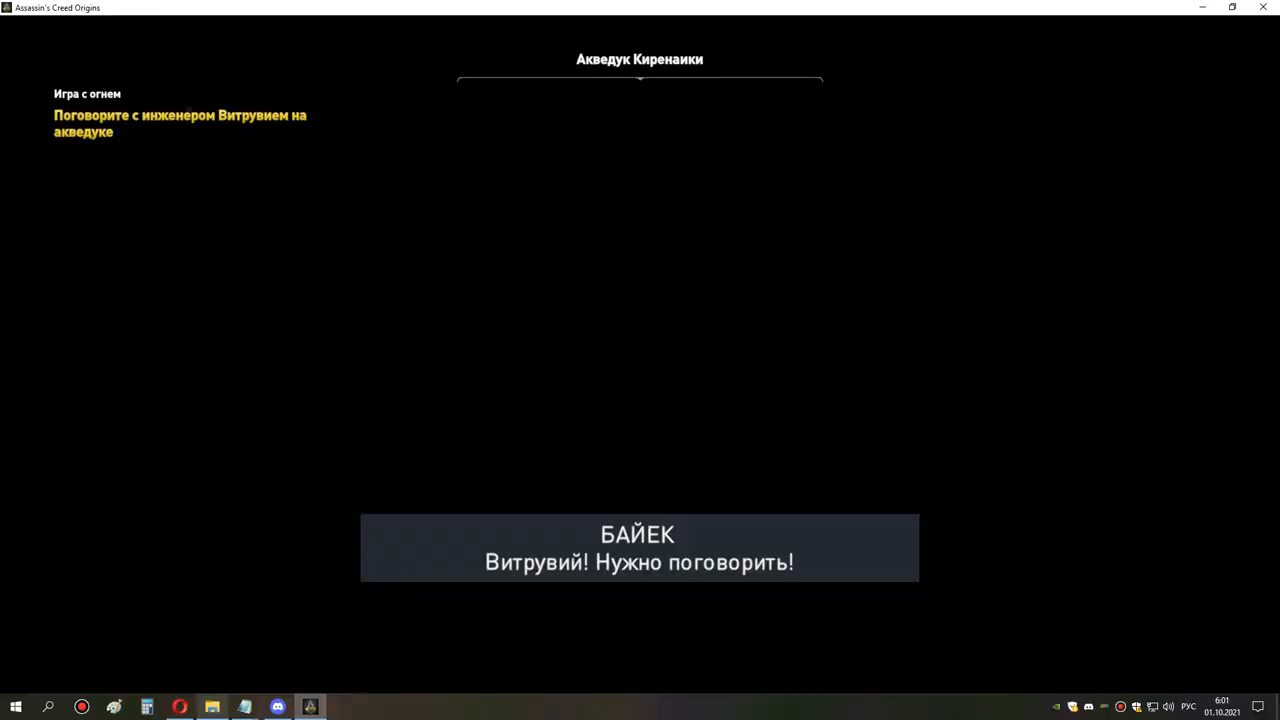 Assassin's Creed Origins
Акведук Киренаики
Игра с огнем
Поговорите с инженером Витрувием на
акведуке
БАЙЕК
Витрувий! Нужно поговорить!
РУС
6:01
01.10.2021